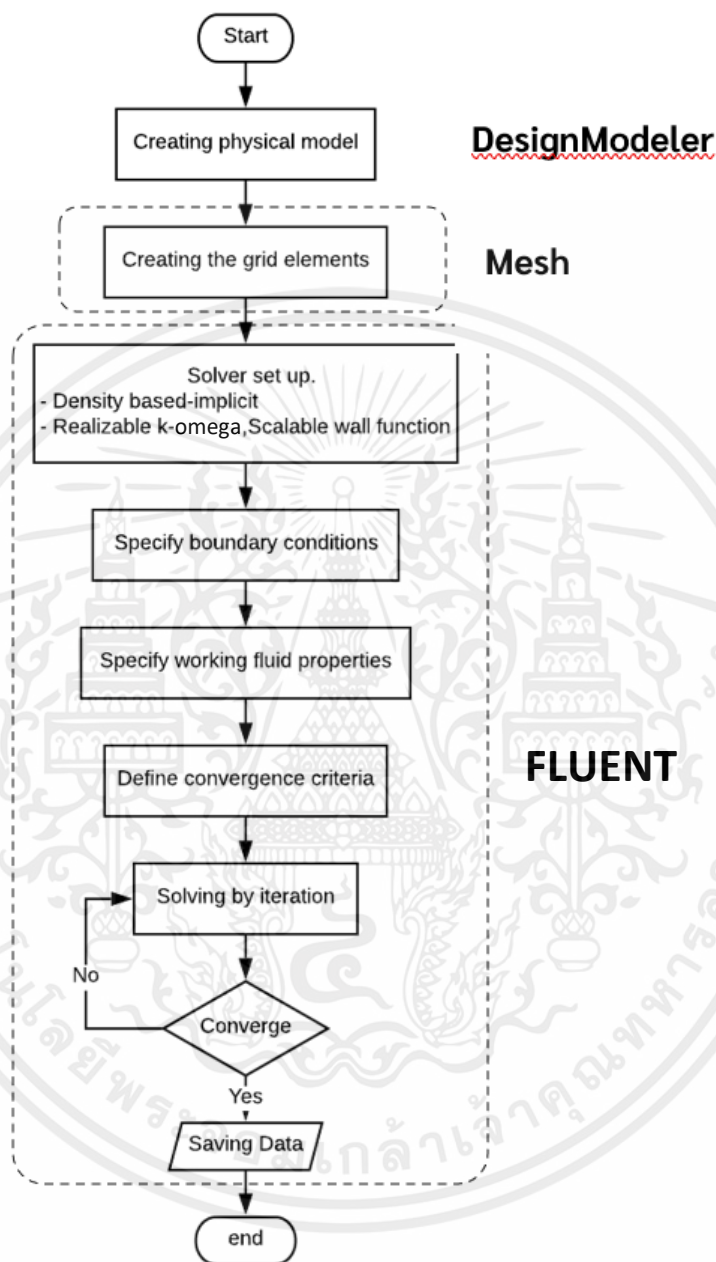 Start
Creating physical model
DesignModeler
Creating the grid elements
Mesh
Solver set up.
- Density based-implicit
- Realizable k-omega,Scalable wall function
Specify boundary conditions
Specify working fluid properties
Define convergence criteria
FLUENT
Solving by iteration
No
Converge
Yes
Saving Data
end